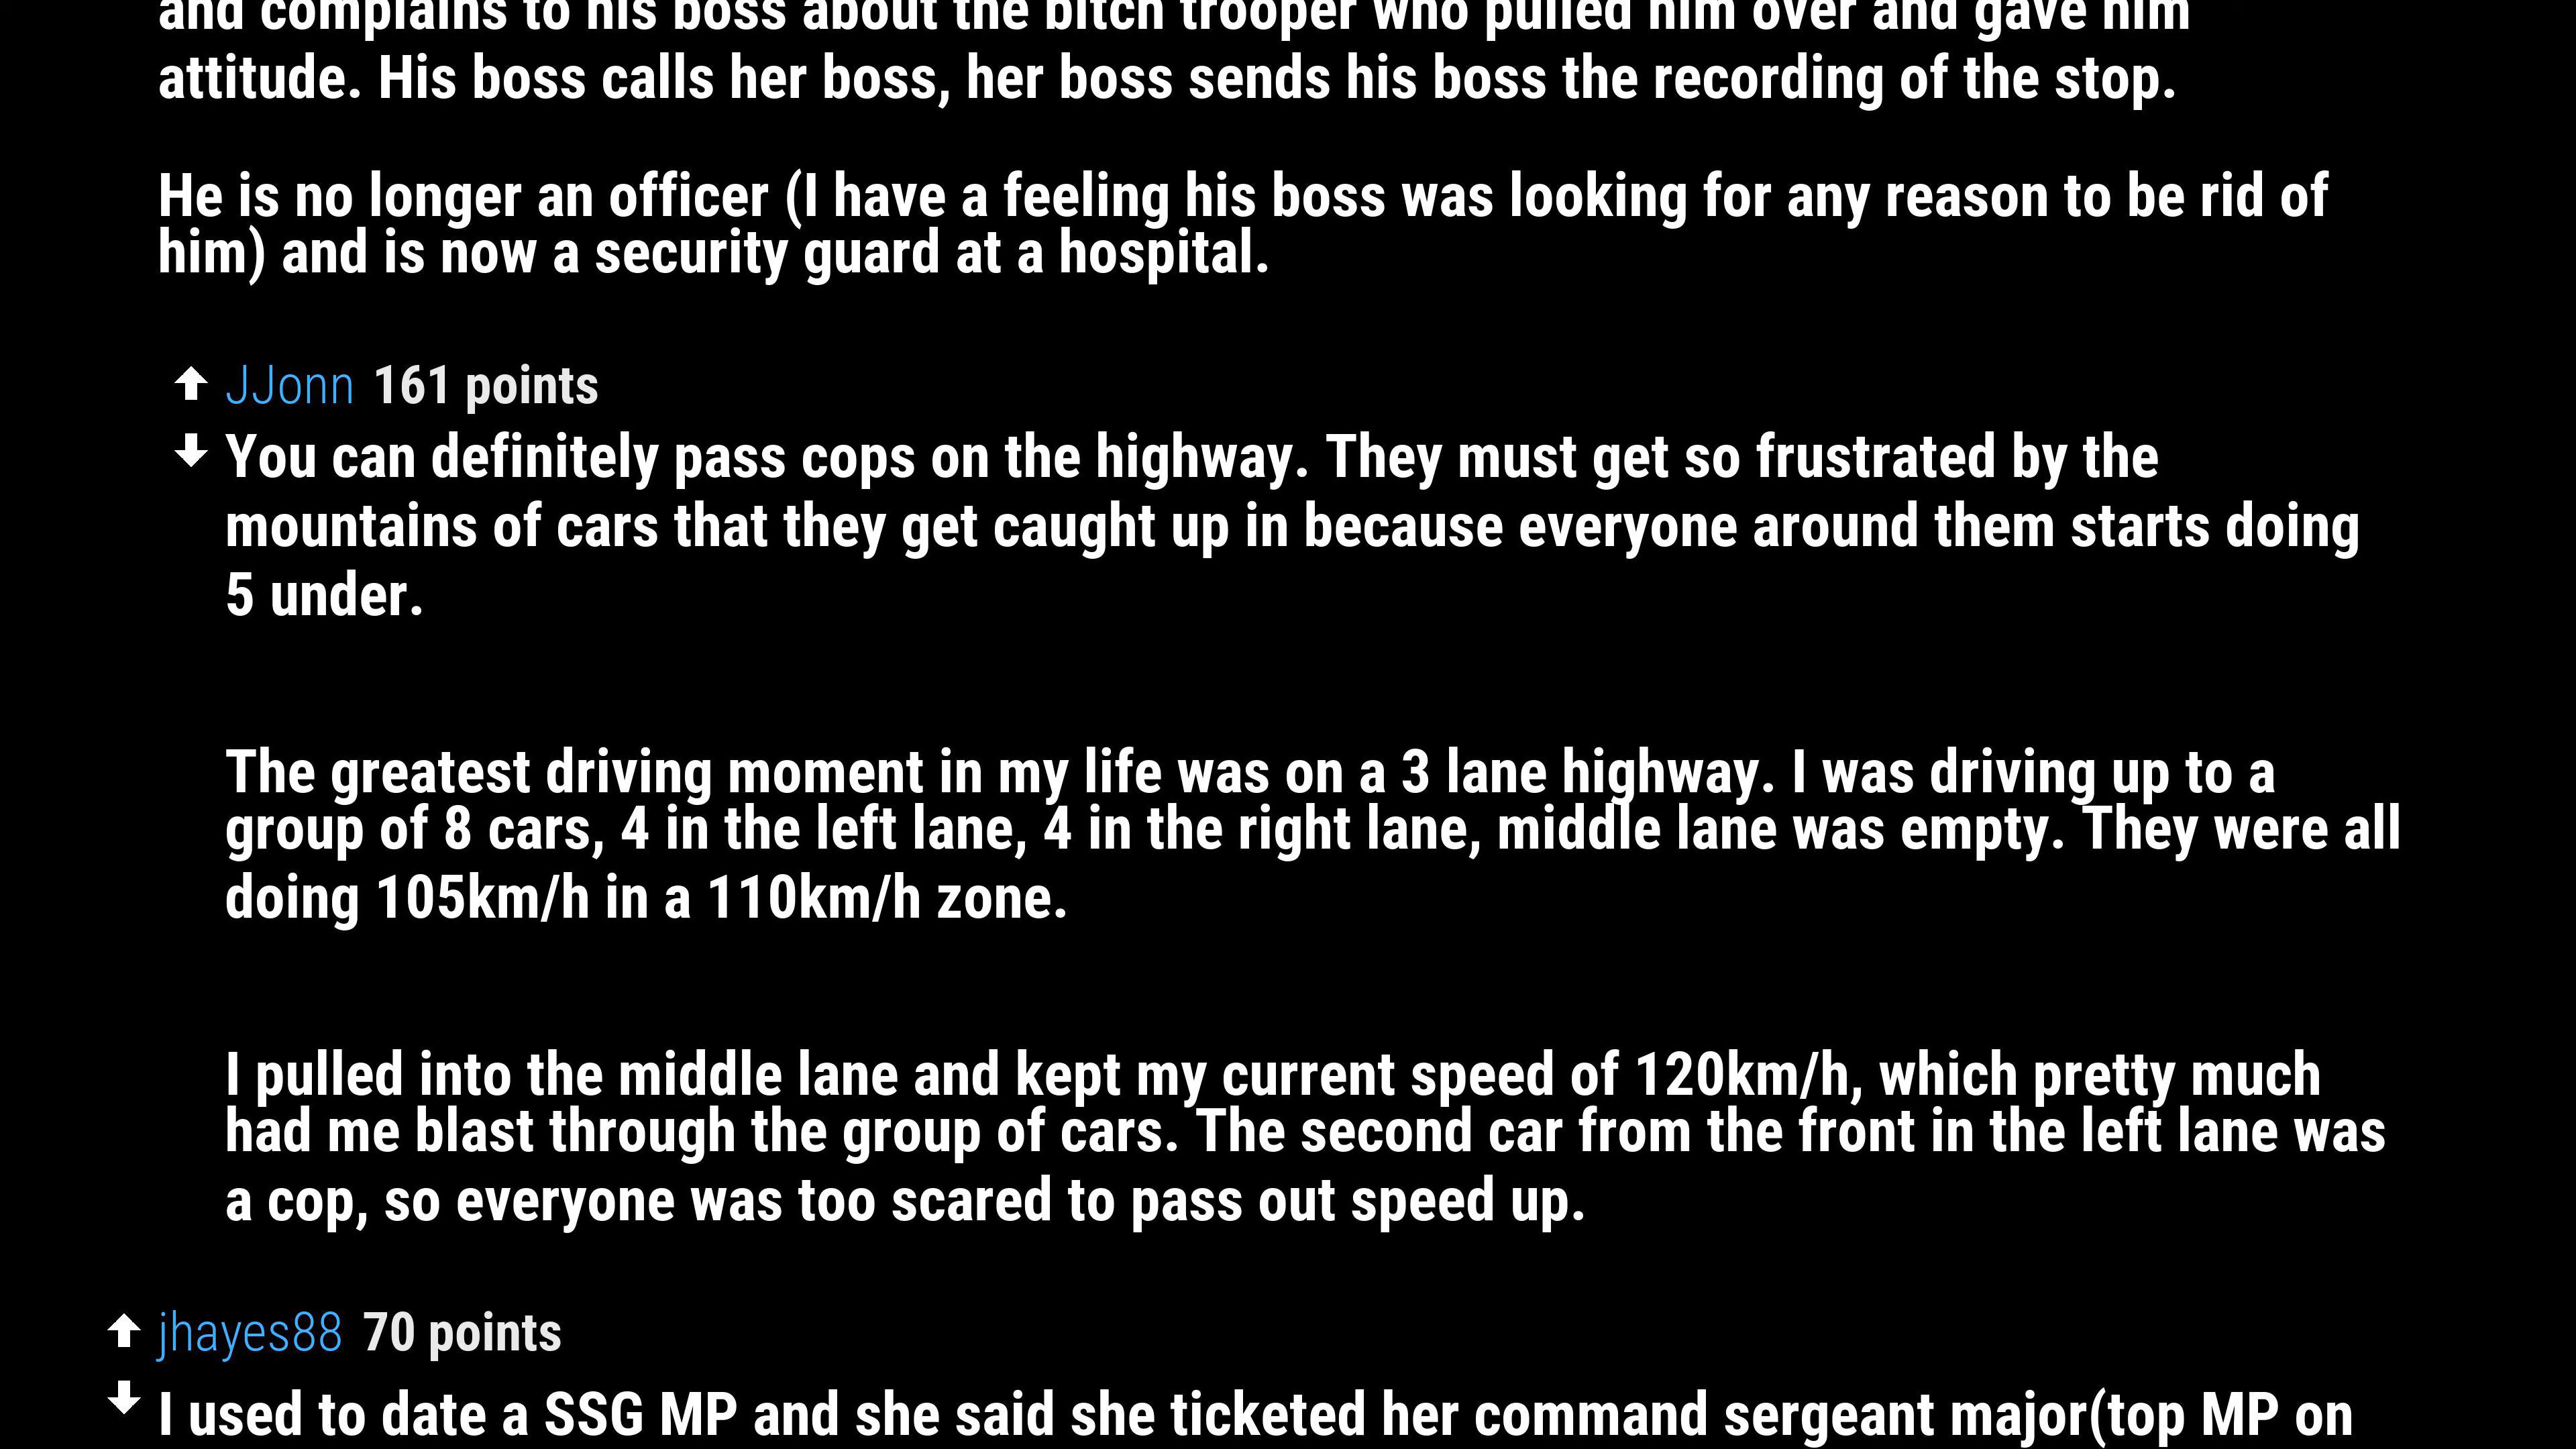 and complains to his boss about the bitch trooper who pulled him over and gave him
attitude. His boss calls her boss, her boss sends his boss the recording of the stop.
He is no longer an officer (I have a feeling his boss was looking for any reason to be rid of
him) and is now a security guard at a hospital.
JJonn 161 points
You can definitely pass cops on the highway. They must get so frustrated by the
mountains of cars that they get caught up in because everyone around them starts doing
5 under.
The greatest driving moment in my life was on a 3 lane highway. I was driving up to a
group of 8 cars, 4 in the left lane, 4 in the right lane, middle lane was empty. They were all
doing 105km/h in a 110km/h zone.
I pulled into the middle lane and kept my current speed of 120km/h, which pretty much
had me blast through the group of cars. The second car from the front in the left lane was
a cop, so everyone was too scared to pass out speed up.
jhayes88 70 points
I used to date a SSG MP and she said she ticketed her command sergeant major(top MP on